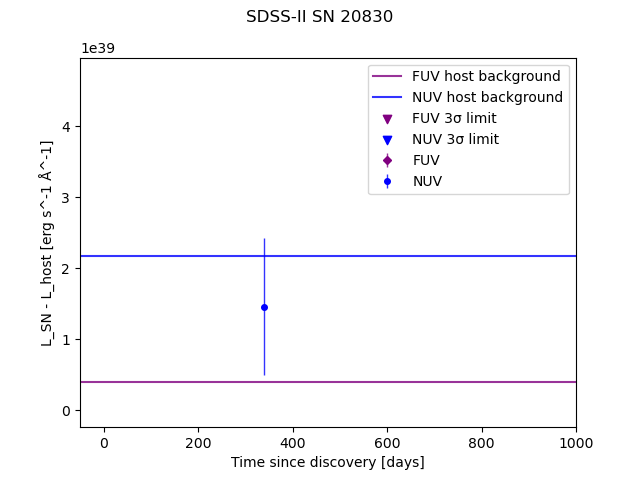 SDSS-II SN 20830
1e39
FUV host background
NUV host background
FUV 3σ limit
NUV 3σ limit
FUV
NUV
4
3
2
1
0
L_SN - L_host [erg s^-1 Å^-1]
0 200 400 600 800 1000
Time since discovery [days]